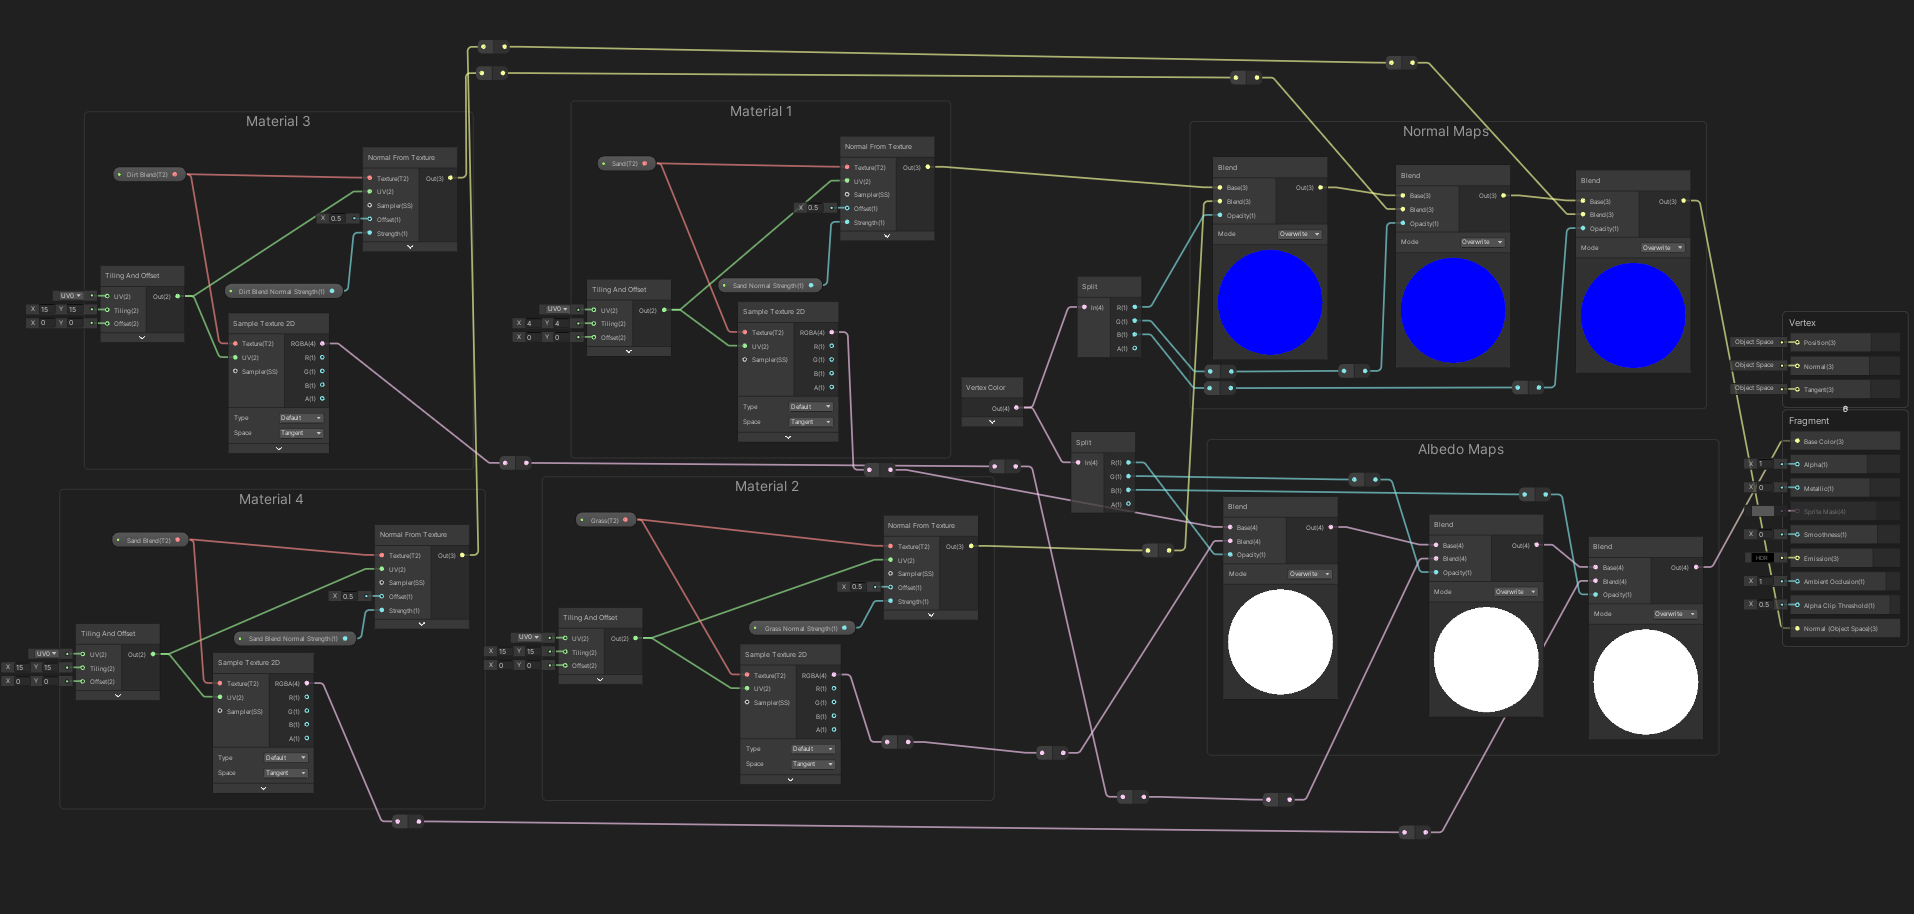 Material 3
Dirt Blend(T2)
Normal From Texture
Texture(T2)
Out(3)
UV(2)
Sampler(SS)
X 0.5
Offset(1)
Strength(1)
Tiling And Offset
UV0
UV(2)
Out(2)
X 15 Y 15
Tiling(2)
X 0 Y 0
Offset(2)
Dirt Blend Normal Strength(1)
Sample Texture 2D
Texture(T2)
RGBA(4)
UV(2)
R(1)
Sampler(SS)
G(1)
B(1)
A(1)
Type Default
Space Tangent
Material 1
Sand(T2)
Normal From Texture
Texture(T2)
Out(3)
UV(2)
Sampler(SS)
X 0.5
Offset(1)
Strength(1)
Tiling And Offset
UV0
UV(2)
Out(2)
X 4 Y 4
Tiling(2)
X 0 Y 0
Offset(2)
Sand Normal Strength(1)
Sample Texture 2D
Texture(T2)
RGBA(4)
UV(2)
R(1)
Sampler(SS)
G(1)
B(1)
A(1)
Type Default
Space Tangent
Material 4
Sand Blend(T2)
Normal From Texture
Texture(T2)
Out(3)
UV(2)
Sampler(SS)
X 0.5
Offset(1)
Strength(1)
Tiling And Offset
UV0
UV(2)
Out(2)
X 15 Y 15
Tiling(2)
X 0 Y 0
Offset(2)
Sand Blend Normal Strength(1)
Sample Texture 2D
Texture(T2)
RGBA(4)
UV(2)
R(1)
Sampler(SS)
G(1)
B(1)
A(1)
Type Default
Space Tangent
Material 2
Grass(T2)
Normal From Texture
Texture(T2)
Out(3)
UV(2)
Sampler(SS)
X 0.5
Offset(1)
Strength(1)
Tiling And Offset
UV0
UV(2)
Out(2)
X 15 Y 15
Tiling(2)
X 0 Y 0
Offset(2)
Grass Normal Strength(1)
Sample Texture 2D
Texture(T2)
RGBA(4)
UV(2)
R(1)
Sampler(SS)
G(1)
B(1)
A(1)
Type Default
Space Tangent
Vertex Color
Out(4)
Split
In(4)
R(1)
G(1)
B(1)
A(1)
Split
In(4)
R(1)
G(1)
B(1)
A(1)
Normal Maps
Blend
Base(3)
Out(3)
Blend(3)
Opacity(1)
Mode Overwrite
Blend
Base(3)
Out(3)
Blend(3)
Opacity(1)
Mode Overwrite
Blend
Base(3)
Out(3)
Blend(3)
Opacity(1)
Mode Overwrite
Albedo Maps
Blend
Base(4)
Out(4)
Blend(4)
Opacity(1)
Mode Overwrite
Blend
Base(4)
Out(4)
Blend(4)
Opacity(1)
Mode Overwrite
Blend
Base(4)
Out(4)
Blend(4)
Opacity(1)
Mode Overwrite
Vertex
Object Space
Position(3)
Object Space
Normal(3)
Object Space
Tangent(3)
Fragment
Base Color(3)
X 1
Alpha(1)
X 0
Metallic(1)
Sprite Mask(4)
X 0
Smoothness(1)
HDR
Emission(3)
X 1
Ambient Occlusion(1)
X 0.5
Alpha Clip Threshold(1)
Normal (Object Space)(3)